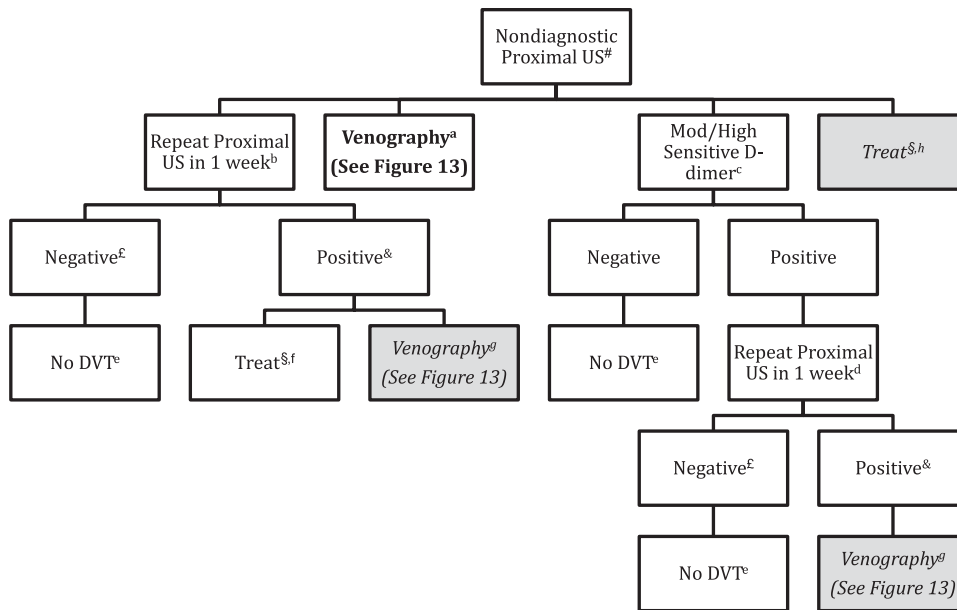 Nondiagnostic
Proximal US#
Repeat Proximal
US in 1 weekᵇ
Venographyᵃ
(See Figure 13)
Mod/High
Sensitive D-
dimerᶜ
Treat§,ʰ
Negative£
Positive&
Negative
Positive
No DVTᵉ
Treat§,ᶠ
Venographyᵍ
(See Figure 13)
No DVTᵉ
Repeat Proximal
US in 1 weekᵈ
Negative£
Positive&
No DVTᵉ
Venographyᵍ
(See Figure 13)